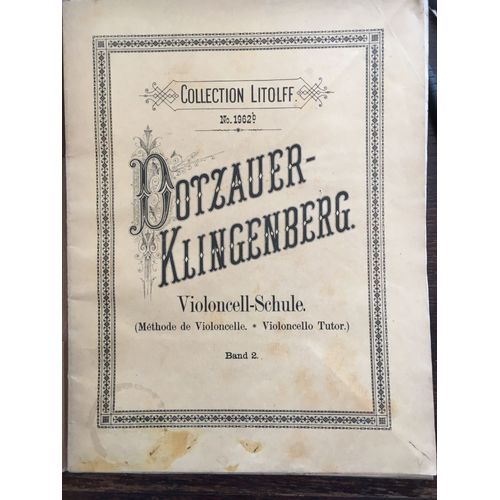 COLLECTION LITOLFF.
No. 1962b.
DOTZAUER-
KLINGENBERG.
Violoncell-Schule.
(Méthode de Violoncelle. • Violoncello Tutor.)
Band 2.